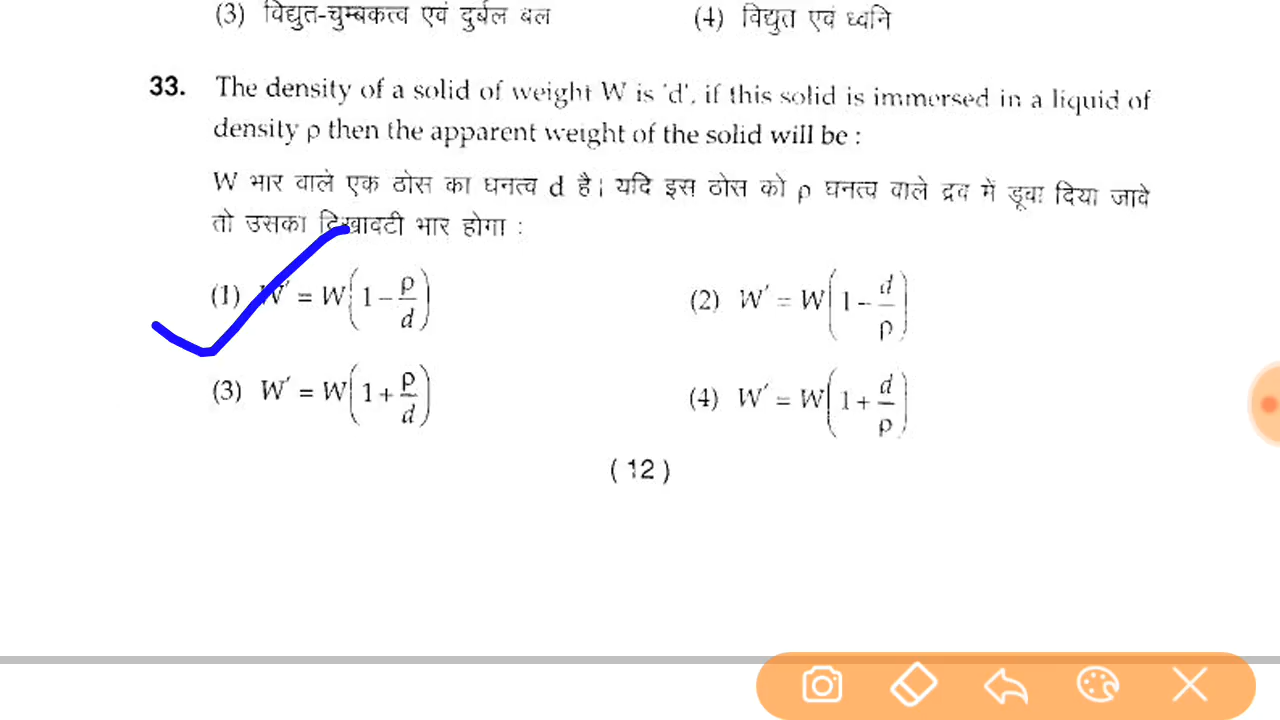 (3) विद्युत-चुम्बकत्व एवं दुर्बल बल (4) विद्युत एवं ध्वनि
33. The density of a solid of weight W is 'd', if this solid is immersed in a liquid of
density ρ then the apparent weight of the solid will be :
W भार वाले एक ठोस का घनत्व d है। यदि इस ठोस को ρ घनत्व वाले द्रव में डूबा दिया जावे
तो उसका दिखावटी भार होगा :
(1) W′ = W(1 − ρ/d) (2) W′ = W(1 − d/ρ)
(3) W′ = W(1 + ρ/d) (4) W′ = W(1 + d/ρ)
( 12 )